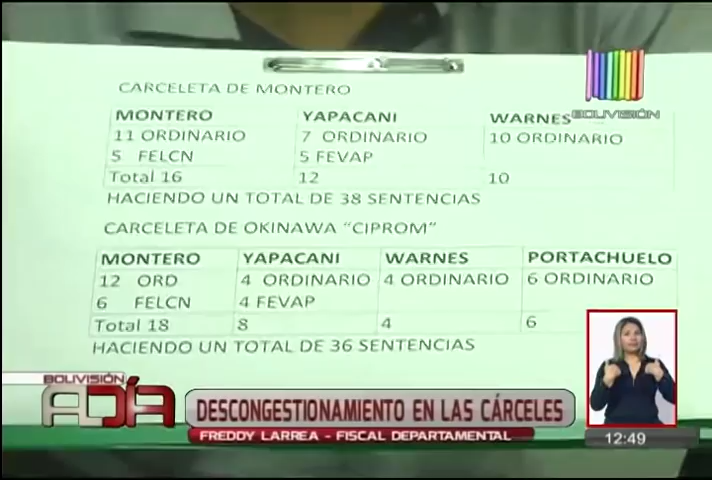 CARCELETA DE MONTERO
MONTERO YAPACANI WARNES
11 ORDINARIO 7 ORDINARIO 10 ORDINARIO
5 FELCN 5 FEVAP
Total 16 12 10
HACIENDO UN TOTAL DE 38 SENTENCIAS
CARCELETA DE OKINAWA “CIPROM”
MONTERO YAPACANI WARNES PORTACHUELO
12 ORD 4 ORDINARIO 4 ORDINARIO 6 ORDINARIO
6 FELCN 4 FEVAP
Total 18 8 4 6
HACIENDO UN TOTAL DE 36 SENTENCIAS
BOLIVISIÓN
BOLIVISIÓN
AL DÍA
DESCONGESTIONAMIENTO EN LAS CÁRCELES
FREDDY LARREA - FISCAL DEPARTAMENTAL
12:49